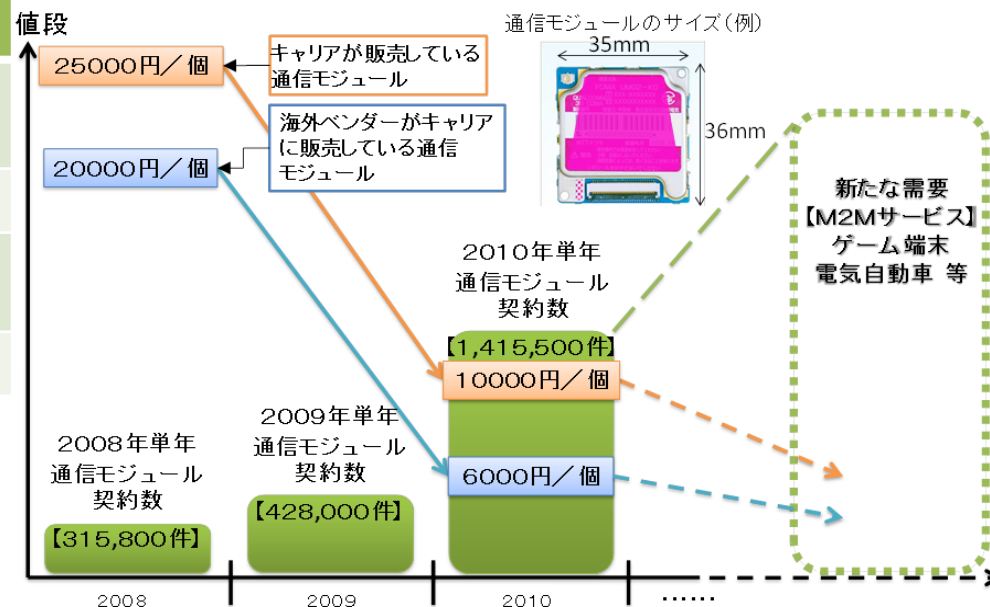 値段
通信モジュールのサイズ(例)
35mm
36mm
25000円／個
キャリアが販売している
通信モジュール
20000円／個
海外ベンダーがキャリア
に販売している通信
モジュール
新たな需要
【M2Mサービス】
ゲーム端末
電気自動車 等
2010年単年
通信モジュール
契約数
【1,415,500件】
10000円／個
6000円／個
2009年単年
通信モジュール
契約数
【428,000件】
2008年単年
通信モジュール
契約数
【315,800件】
2008
2009
2010
……